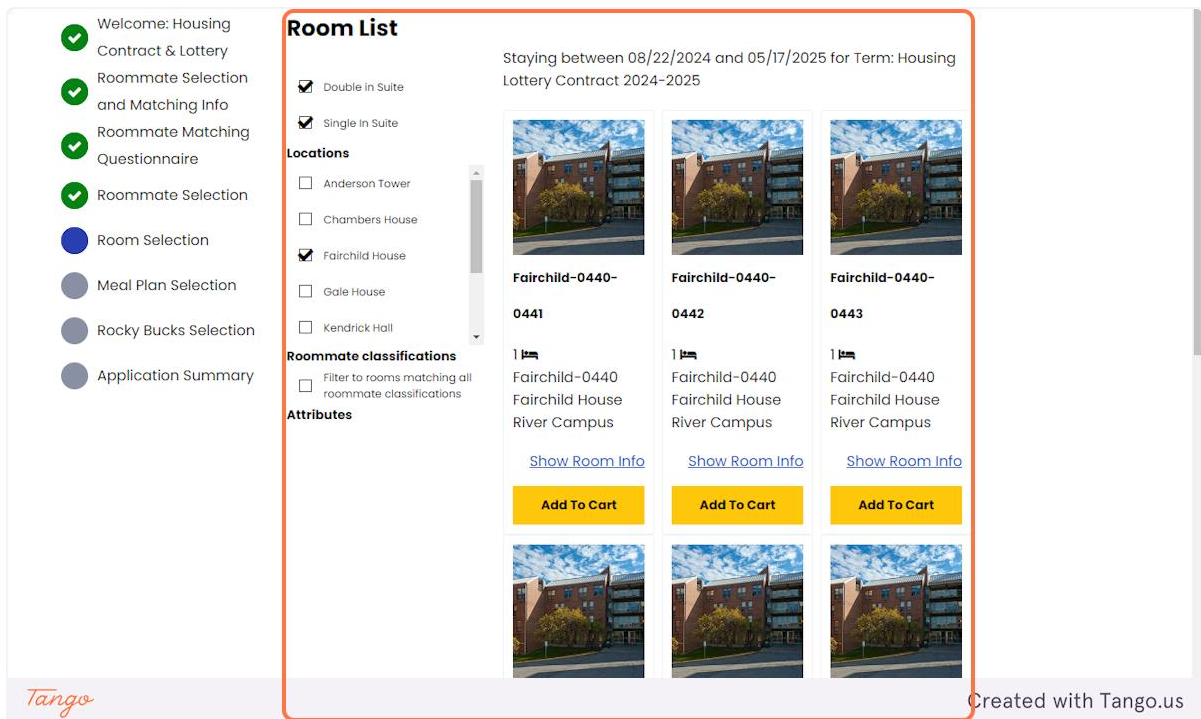 Welcome: Housing
Contract & Lottery
Roommate Selection
and Matching Info
Roommate Matching
Questionnaire
Roommate Selection
Room Selection
Meal Plan Selection
Rocky Bucks Selection
Application Summary
Room List
Double in Suite
Single In Suite
Locations
Anderson Tower
Chambers House
Fairchild House
Gale House
Kendrick Hall
Roommate classifications
Filter to rooms matching all
roommate classifications
Attributes
Staying between 08/22/2024 and 05/17/2025 for Term: Housing
Lottery Contract 2024-2025
Fairchild-0440-
0441
1
Fairchild-0440
Fairchild House
River Campus
Show Room Info
Add To Cart
Fairchild-0440-
0442
1
Fairchild-0440
Fairchild House
River Campus
Show Room Info
Add To Cart
Fairchild-0440-
0443
1
Fairchild-0440
Fairchild House
River Campus
Show Room Info
Add To Cart
Tango
Created with Tango.us